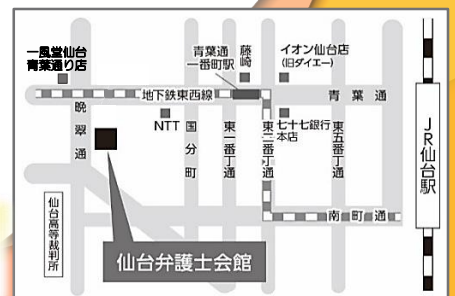 一風堂仙台
青葉通り店
青葉通
一番町駅
藤崎
イオン仙台店
(旧ダイエー)
地下鉄東西線
青葉通
晩翠通
NTT
国分町
東一番丁通
東二番丁通
七十七銀行
本店
東五番丁通
JR仙台駅
南町通
仙台高等裁判所
仙台弁護士会館